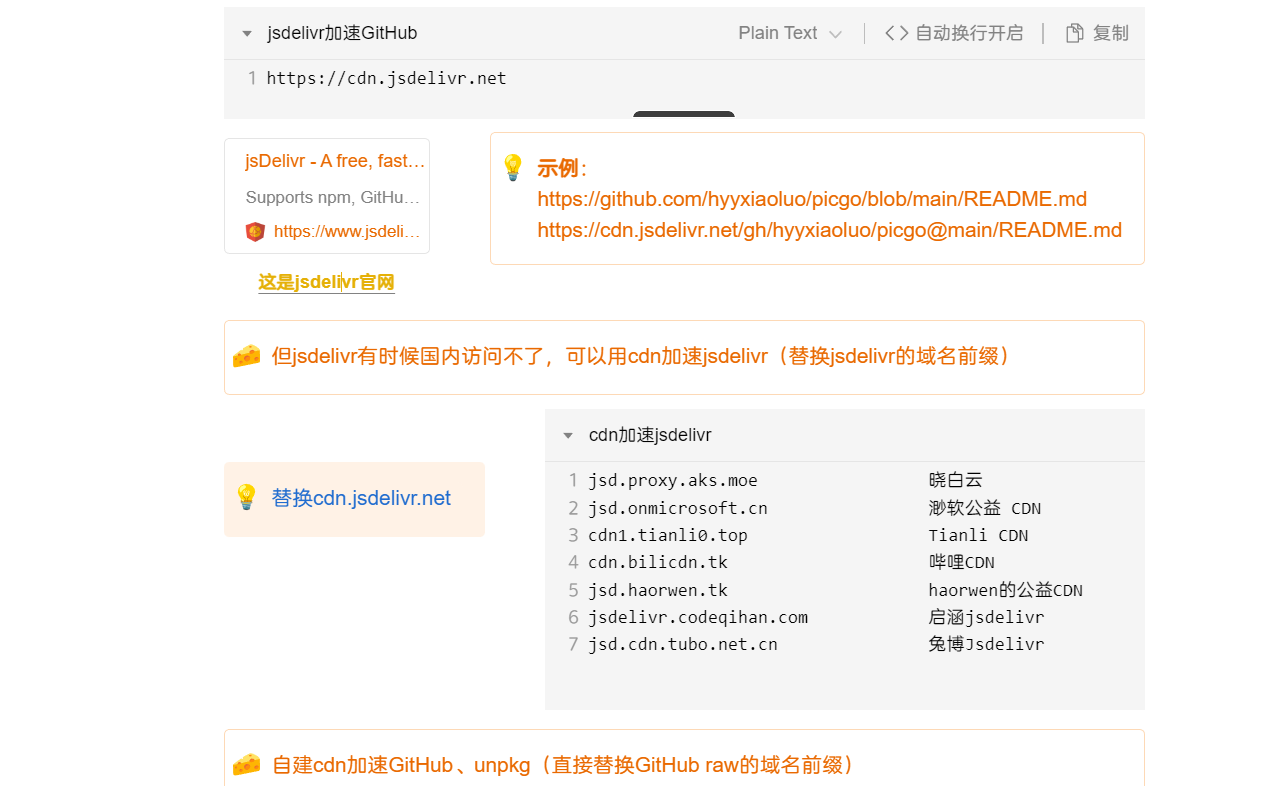 jsdelivr加速GitHub
Plain Text
自动换行开启
复制
1 https://cdn.jsdelivr.net
jsDelivr - A free, fast…
Supports npm, GitHu…
https://www.jsdeli…
这是jsdelivr官网
示例：
https://github.com/hyyxiaoluo/picgo/blob/main/README.md
https://cdn.jsdelivr.net/gh/hyyxiaoluo/picgo@main/README.md
但jsdelivr有时候国内访问不了，可以用cdn加速jsdelivr（替换jsdelivr的域名前缀）
替换cdn.jsdelivr.net
cdn加速jsdelivr
1 jsd.proxy.aks.moe 晓白云
2 jsd.onmicrosoft.cn 渺软公益 CDN
3 cdn1.tianli0.top Tianli CDN
4 cdn.bilicdn.tk 哔哩CDN
5 jsd.haorwen.tk haorwen的公益CDN
6 jsdelivr.codeqihan.com 启涵jsdelivr
7 jsd.cdn.tubo.net.cn 兔博Jsdelivr
自建cdn加速GitHub、unpkg（直接替换GitHub raw的域名前缀）